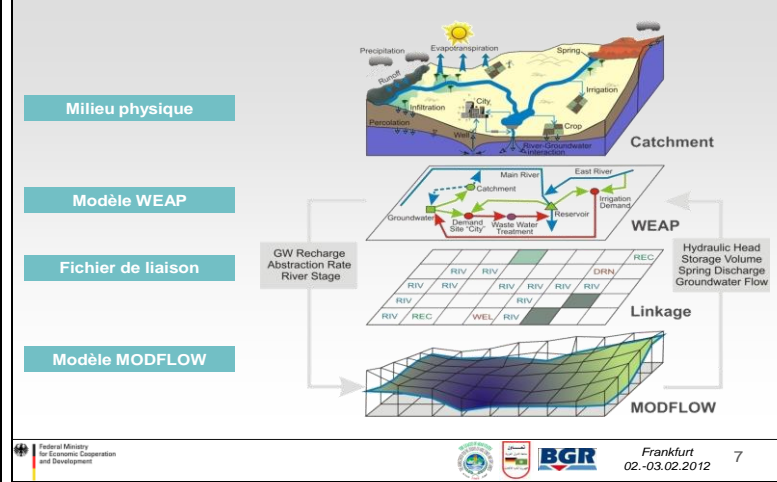 Precipitation
Evapotranspiration
Spring
Runoff
Irrigation
Infiltration
City
Percolation
Well
Crop
River-Groundwater
interaction
Catchment
Milieu physique
Main River
East River
Catchment
Irrigation
Demand
Groundwater
Reservoir
Demand
Site "City"
Waste Water
Treatment
WEAP
Modèle WEAP
GW Recharge
Abstraction Rate
River Stage
Hydraulic Head
Storage Volume
Spring Discharge
Groundwater Flow
Fichier de liaison
REC
RIV RIV DRN
RIV RIV RIV RIV RIV RIV
RIV RIV
RIV REC WEL RIV
Linkage
Modèle MODFLOW
MODFLOW
Federal Ministry
for Economic Cooperation
and Development
BGR
Frankfurt
02.-03.02.2012
7